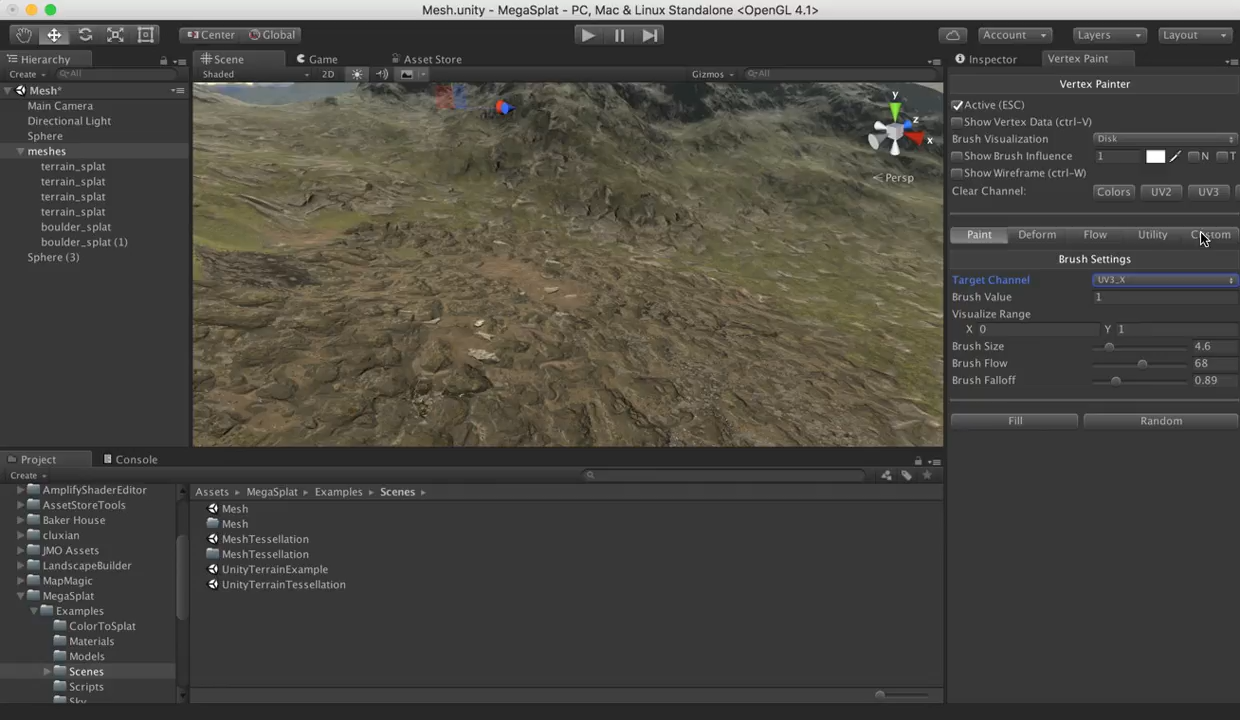 Mesh.unity - MegaSplat - PC, Mac & Linux Standalone <OpenGL 4.1>
Center Global Account Layers Layout
Hierarchy
Create All
Mesh*
Main Camera
Directional Light
Sphere
meshes
terrain_splat
terrain_splat
terrain_splat
terrain_splat
boulder_splat
boulder_splat (1)
Sphere (3)
Scene Game Asset Store
Shaded 2D Gizmos All
y
z
x
Persp
Inspector Vertex Paint
Vertex Painter
Active (ESC)
Show Vertex Data (ctrl-V)
Brush Visualization Disk
Show Brush Influence 1 N T
Show Wireframe (ctrl-W)
Clear Channel: Colors UV2 UV3
Paint Deform Flow Utility Custom
Brush Settings
Target Channel UV3_X
Brush Value 1
Visualize Range
X 0 Y 1
Brush Size 4.6
Brush Flow 68
Brush Falloff 0.89
Fill Random
Project Console
Create
AmplifyShaderEditor
AssetStoreTools
Baker House
cluxian
JMO Assets
LandscapeBuilder
MapMagic
MegaSplat
Examples
ColorToSplat
Materials
Models
Scenes
Scripts
Sky
Assets MegaSplat Examples Scenes
Mesh
Mesh
MeshTessellation
MeshTessellation
UnityTerrainExample
UnityTerrainTessellation